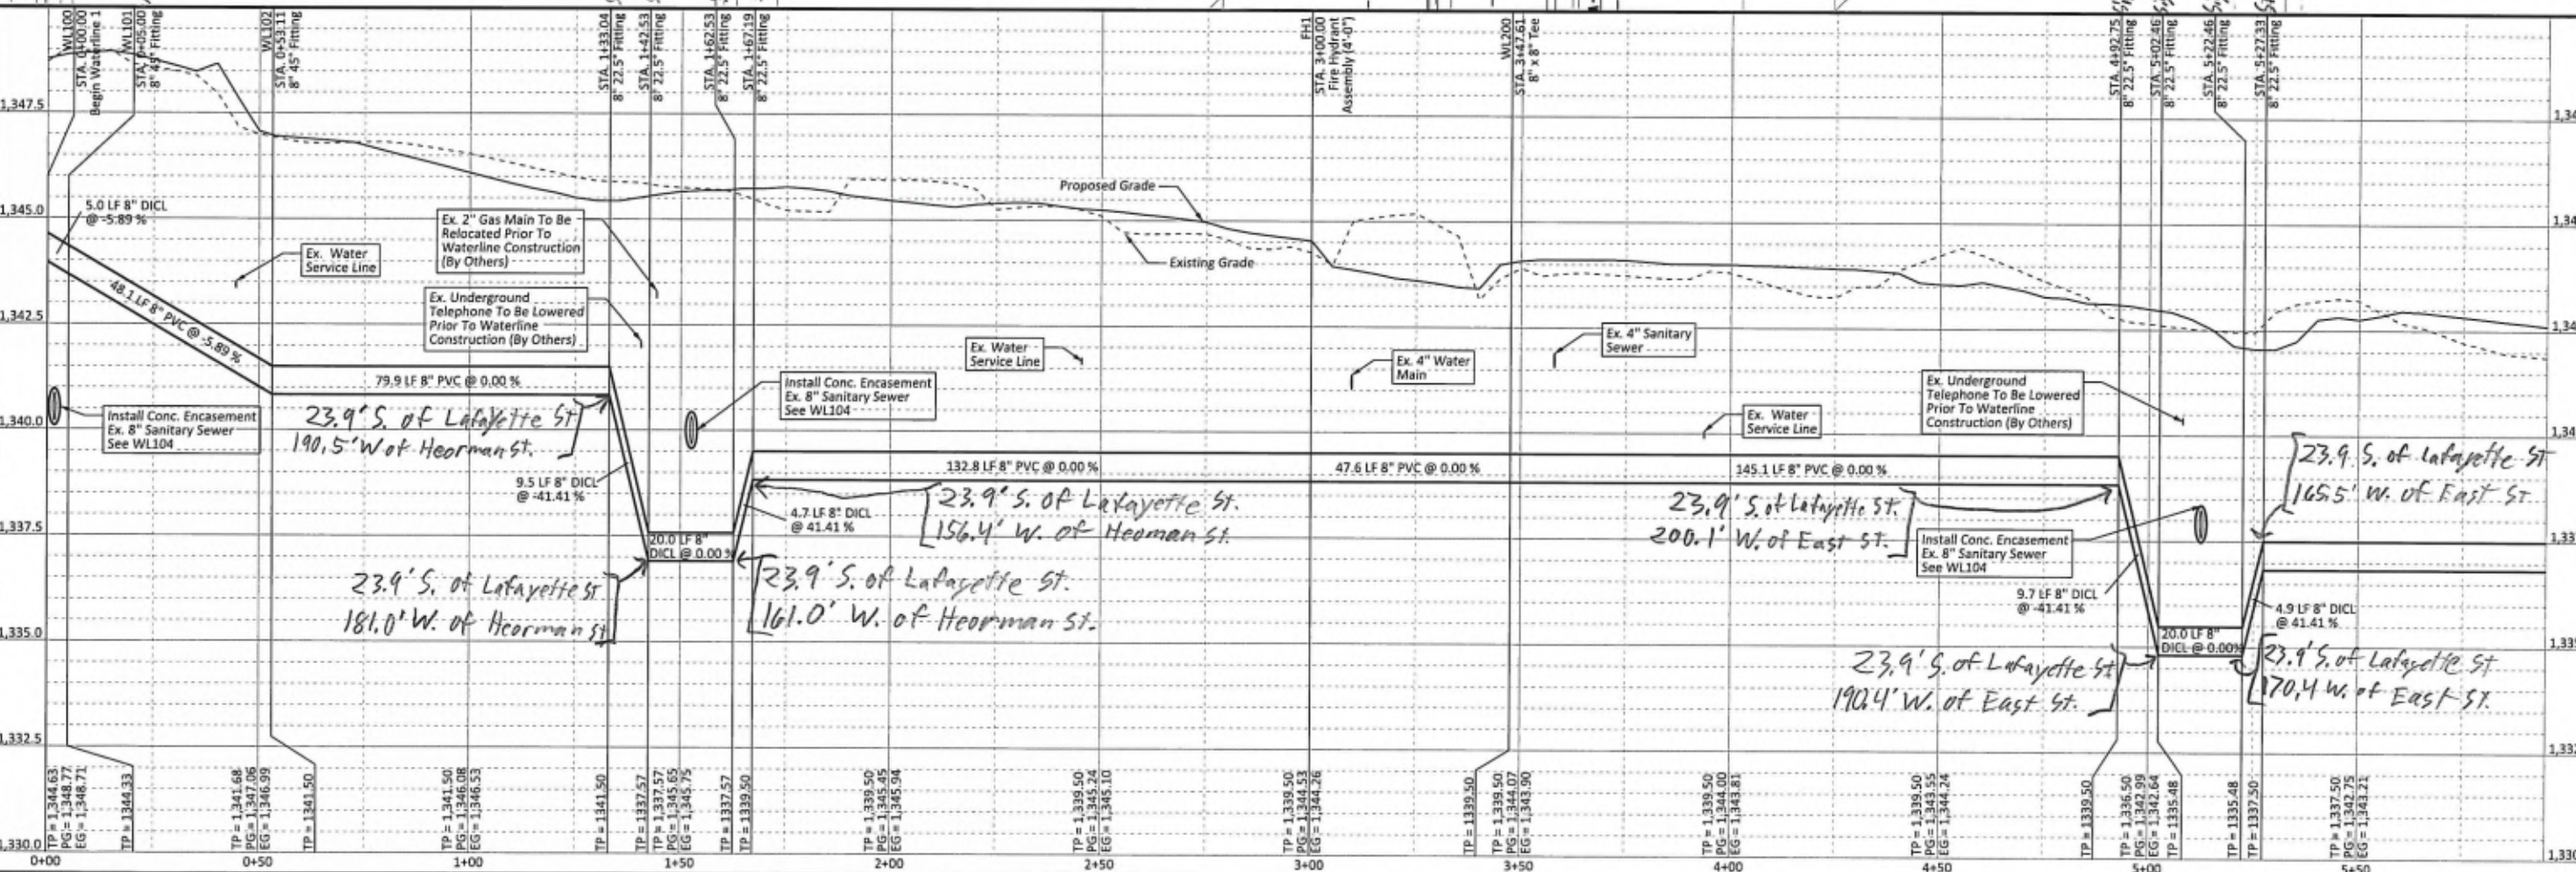 WL100
STA. 0+00.00
Begin Waterline 1
WL101
STA. 0+05.00
8" 45° Fitting
WL102
STA. 0+53.11
8" 45° Fitting
STA. 1+33.04
8" 22.5° Fitting
STA. 1+42.53
8" 22.5° Fitting
STA. 1+62.53
8" 22.5° Fitting
STA. 1+67.19
8" 22.5° Fitting
FH1
STA. 3+00.00
Fire Hydrant
Assembly (4'-0")
WL200
STA. 3+47.61
8" x 8" Tee
STA. 4+92.75
8" 22.5° Fitting
STA. 5+02.46
8" 22.5° Fitting
STA. 5+22.46
8" 22.5° Fitting
STA. 5+27.33
8" 22.5° Fitting
1,347.5
1,345.0
1,342.5
1,340.0
1,337.5
1,335.0
1,332.5
1,330.0
5.0 LF 8" DICL
@ -5.89 %
48.1 LF 8" PVC @ -5.89 %
Ex. Water
Service Line
Ex. 2" Gas Main To Be
Relocated Prior To
Waterline Construction
(By Others)
Ex. Underground
Telephone To Be Lowered
Prior To Waterline
Construction (By Others)
79.9 LF 8" PVC @ 0.00 %
Install Conc. Encasement
Ex. 8" Sanitary Sewer
See WL104
23.9' S. of Lafayette St
190.5' W of Heorman St.
9.5 LF 8" DICL
@ -41.41 %
20.0 LF 8"
DICL @ 0.00 %
23.9' S. of Lafayette St
181.0' W. of Heorman St
Install Conc. Encasement
Ex. 8" Sanitary Sewer
See WL104
4.7 LF 8" DICL
@ 41.41 %
132.8 LF 8" PVC @ 0.00 %
23.9' S. of Lafayette St.
156.4' W. of Heoman St.
23.9' S. of Lafayette St.
161.0' W. of Heorman St.
Proposed Grade
Existing Grade
Ex. Water
Service Line
Ex. 4" Water
Main
Ex. 4" Sanitary
Sewer
47.6 LF 8" PVC @ 0.00 %
Ex. Water
Service Line
145.1 LF 8" PVC @ 0.00 %
23.9' S. of Lafayette St.
200.1' W. of East St.
Ex. Underground
Telephone To Be Lowered
Prior To Waterline
Construction (By Others)
Install Conc. Encasement
Ex. 8" Sanitary Sewer
See WL104
9.7 LF 8" DICL
@ -41.41 %
20.0 LF 8"
DICL @ 0.00%
23.9' S. of Lafayette St
190.4' W. of East St.
23.9 S. of Lafayette St
165.5' W. of East St
4.9 LF 8" DICL
@ 41.41 %
23.9' S. of Lafayette St
170.4 W. of East St.
TP = 1,344.63
PG = 1,348.77
EG = 1,348.71
TP = 1344.33
TP = 1,341.68
PG = 1,347.06
EG = 1,346.99
TP = 1341.50
TP = 1,341.50
PG = 1,346.08
EG = 1,346.53
TP = 1341.50
TP = 1337.57
TP = 1,337.57
PG = 1,345.65
EG = 1,345.75
TP = 1337.57
TP = 1339.50
TP = 1,339.50
PG = 1,345.45
EG = 1,345.94
TP = 1,339.50
PG = 1,345.24
EG = 1,345.10
TP = 1,339.50
PG = 1,344.53
EG = 1,344.26
TP = 1339.50
TP = 1,339.50
PG = 1,344.07
EG = 1,343.90
TP = 1,339.50
PG = 1,344.00
EG = 1,343.81
TP = 1,339.50
PG = 1,343.55
EG = 1,344.24
TP = 1339.50
TP = 1,336.50
PG = 1,342.99
EG = 1,342.64
TP = 1335.48
TP = 1335.48
TP = 1337.50
TP = 1,337.50
PG = 1,342.75
EG = 1,343.21
0+00
0+50
1+00
1+50
2+00
2+50
3+00
3+50
4+00
4+50
5+00
5+50